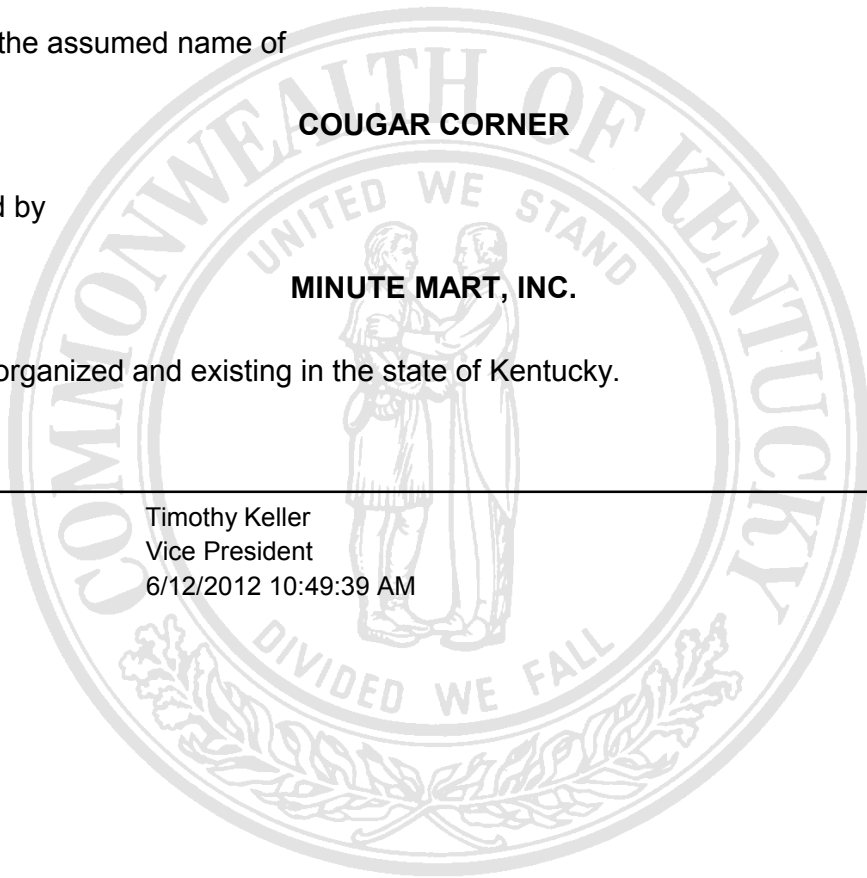 the assumed name of
COUGAR CORNER
d by
MINUTE MART, INC.
organized and existing in the state of Kentucky.
Timothy Keller
Vice President
6/12/2012 10:49:39 AM
COMMONWEALTH OF KENTUCKY
UNITED WE STAND
DIVIDED WE FALL